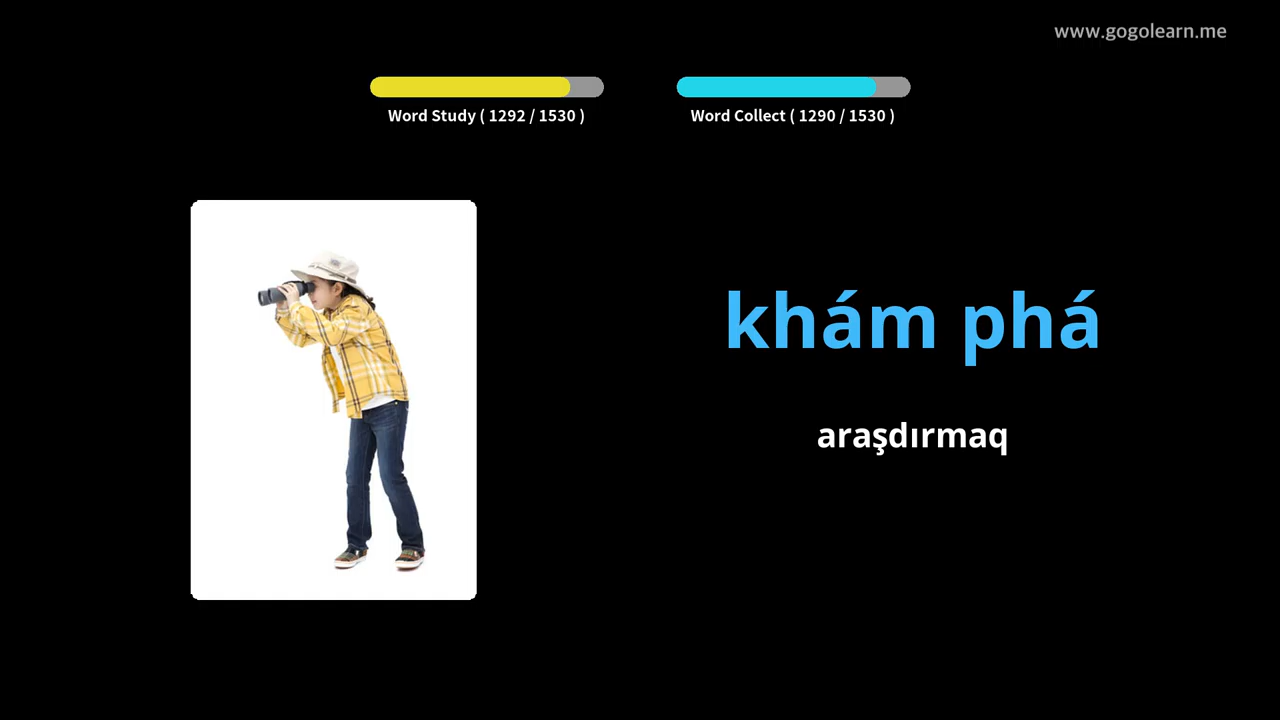 www.gogolearn.me
Word Study ( 1292 / 1530 )
Word Collect ( 1290 / 1530 )
khám phá
araşdırmaq